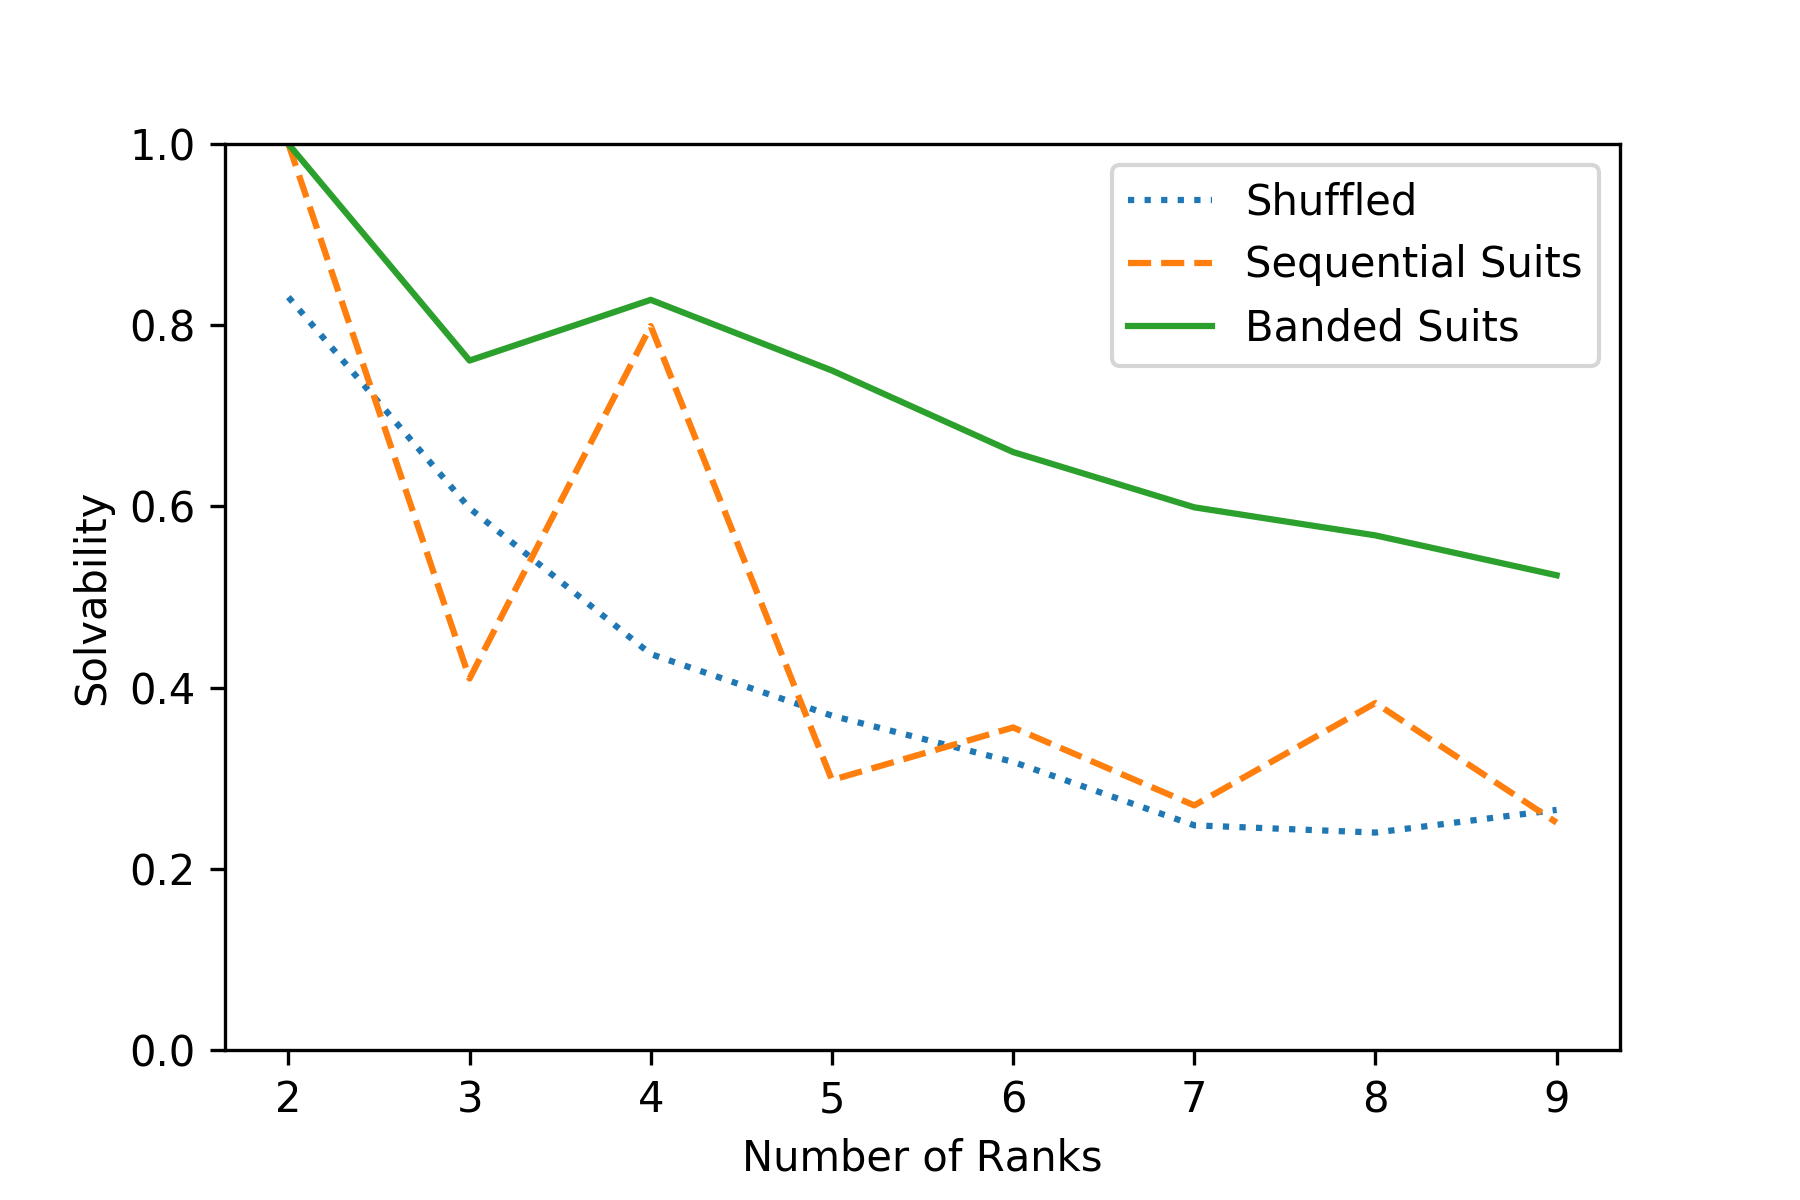 1.0
0.8
0.6
0.4
0.2
0.0
Solvability
Shuffled
Sequential Suits
Banded Suits
2 3 4 5 6 7 8 9
Number of Ranks